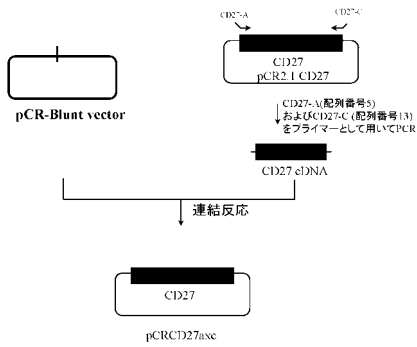 CD27-A
CD27-C
CD27
pCR2.1 CD27
pCR-Blunt vector
CD27-A(配列番号5)
およびCD27-C (配列番号13)
をプライマーとして用いてPCR
CD27 cDNA
連結反応
CD27
pCRCD27axc